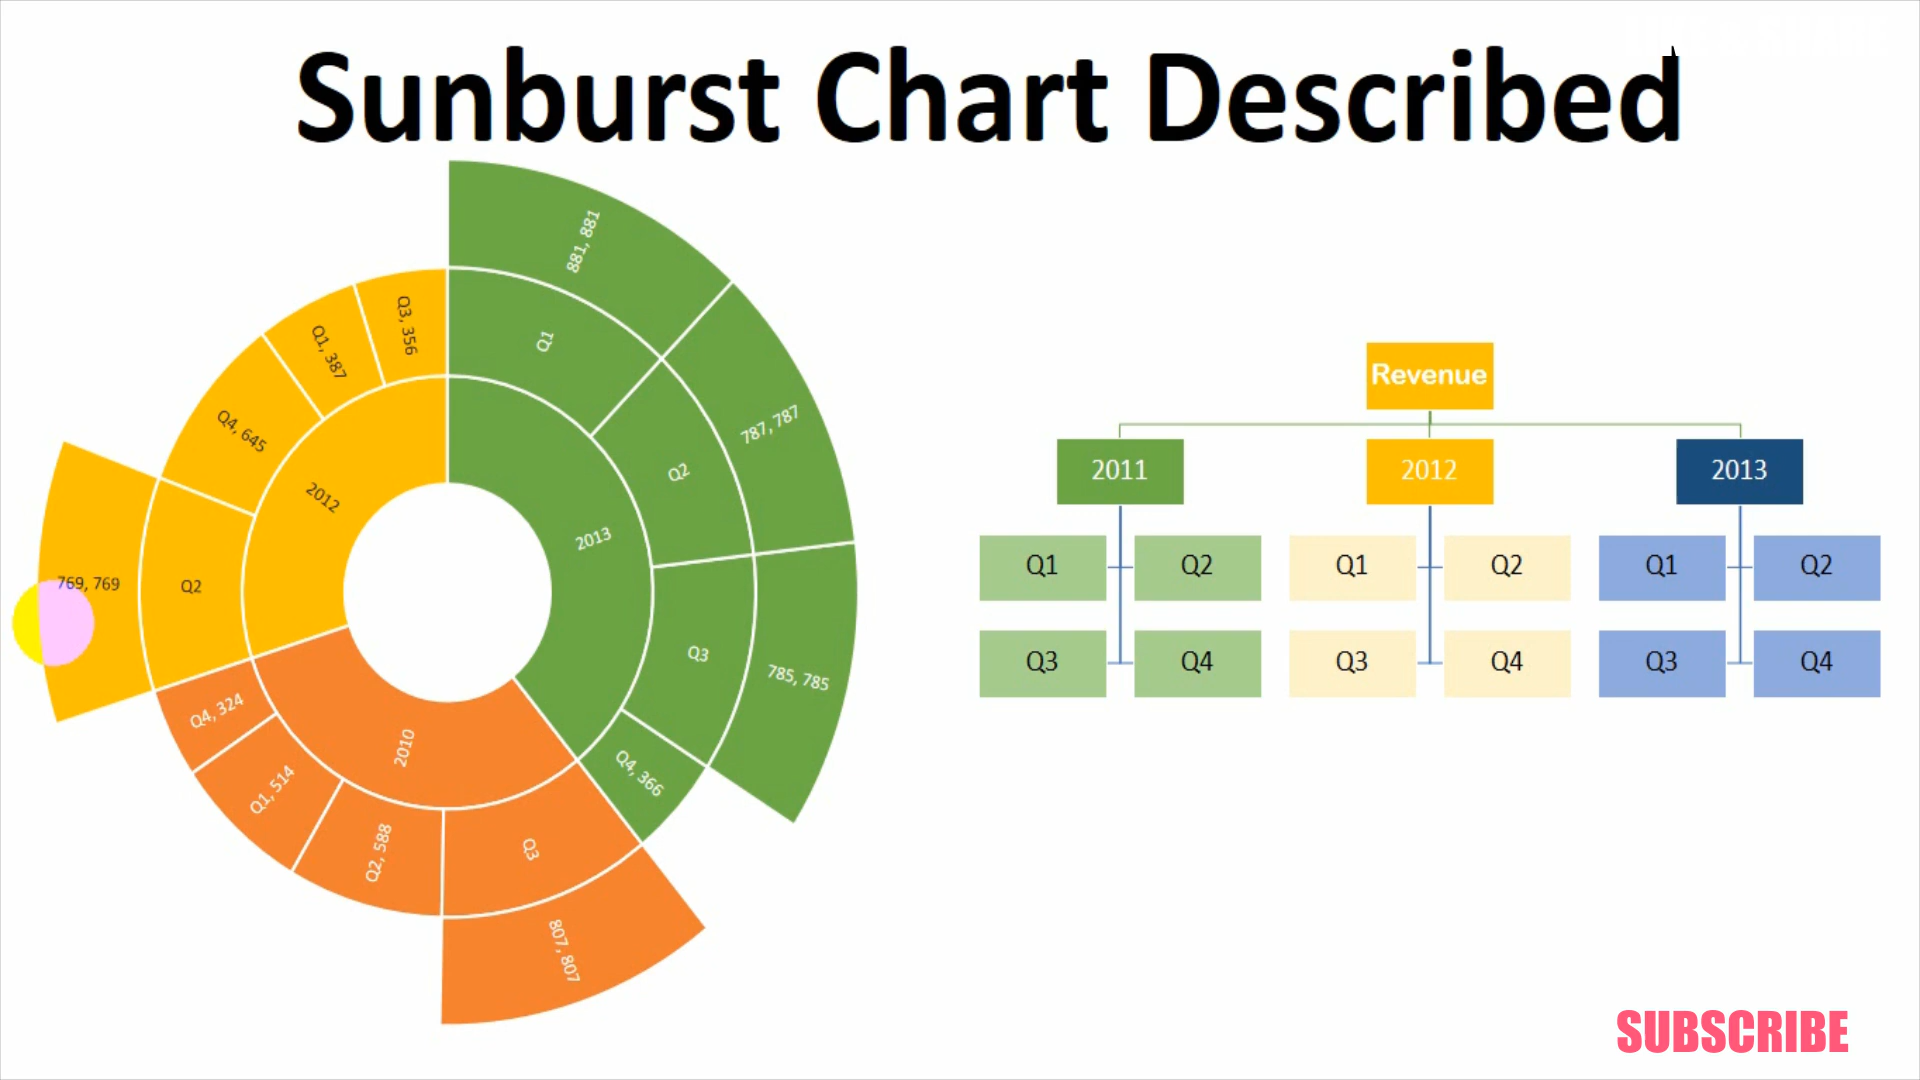 Sunburst Chart Described
881, 881
Q1
787, 787
Q2
2013
Q3
785, 785
Q4, 366
Q3, 356
Q1, 387
Q4, 645
2012
769, 769
Q2
Q4, 324
Q1, 514
2010
Q2, 588
Q3
807, 807
Revenue
2011
2012
2013
Q1
Q2
Q1
Q2
Q1
Q2
Q3
Q4
Q3
Q4
Q3
Q4
SUBSCRIBE